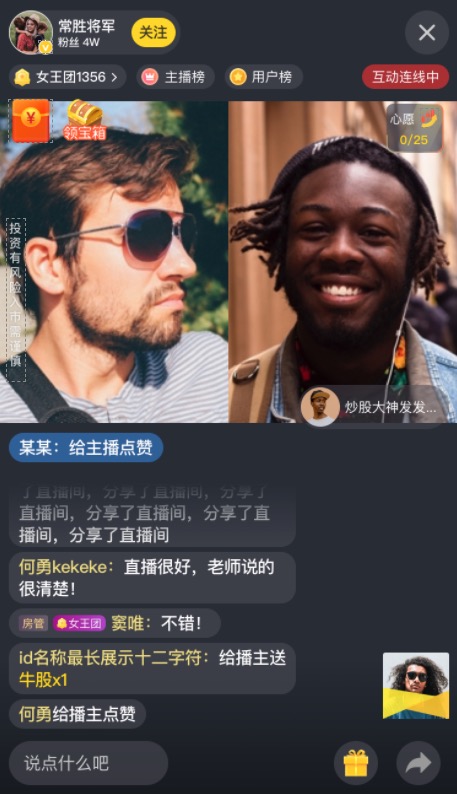 常胜将军
粉丝 4W
关注
女王团1356
主播榜
用户榜
互动连线中
领宝箱
心愿
0/25
投资有风险入市需谨慎
炒股大神发发...
某某：给主播点赞
了直播间，分享了直播间，分享了
直播间，分享了直播间，分享了直
播间，分享了直播间
何勇kekeke：直播很好，老师说的
很清楚！
房管 女王团 窦唯：不错！
id名称最长展示十二字符：给播主送
牛股x1
何勇给播主点赞
说点什么吧